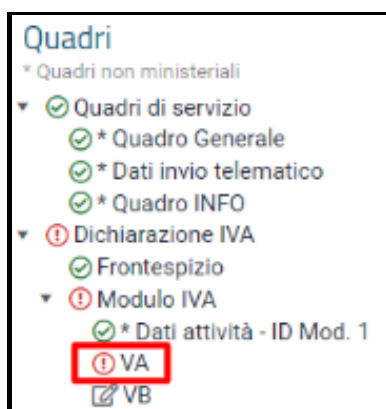 Quadri
* Quadri non ministeriali
Quadri di servizio
* Quadro Generale
* Dati invio telematico
* Quadro INFO
Dichiarazione IVA
Frontespizio
Modulo IVA
* Dati attività - ID Mod. 1
VA
VB